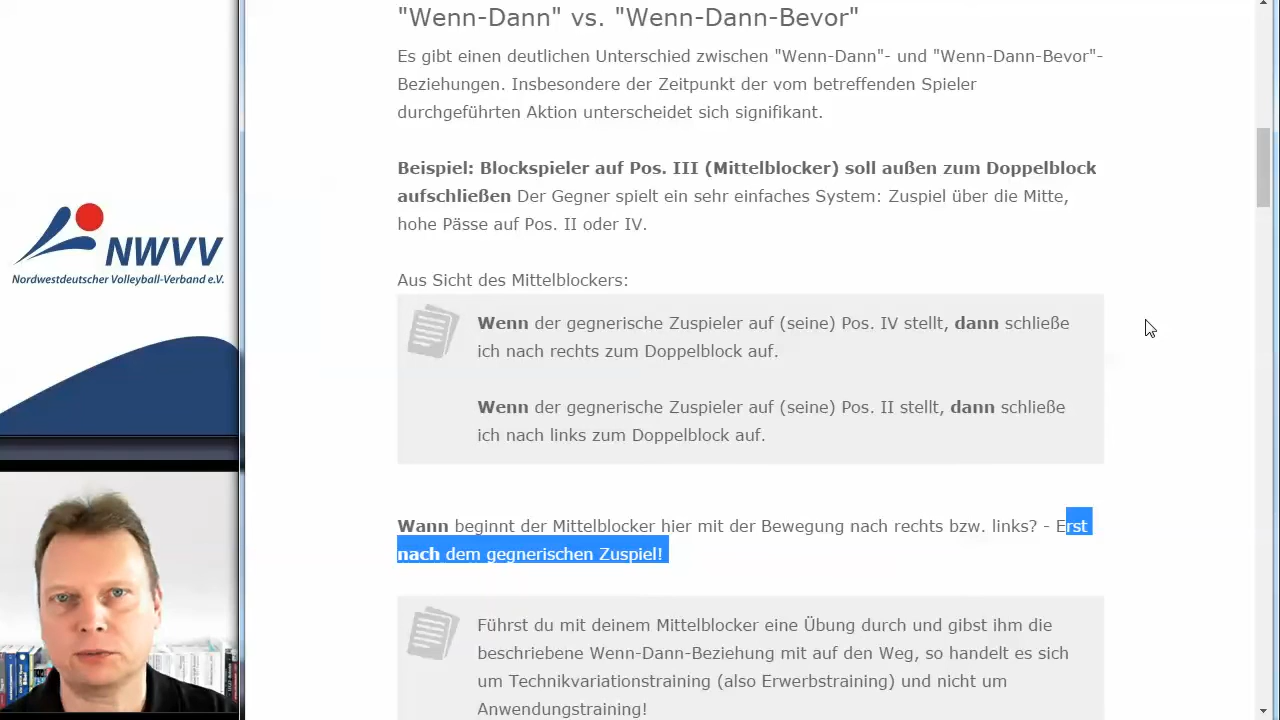 "Wenn-Dann" vs. "Wenn-Dann-Bevor"
Es gibt einen deutlichen Unterschied zwischen "Wenn-Dann"- und "Wenn-Dann-Bevor"-
Beziehungen. Insbesondere der Zeitpunkt der vom betreffenden Spieler
durchgeführten Aktion unterscheidet sich signifikant.
Beispiel: Blockspieler auf Pos. III (Mittelblocker) soll außen zum Doppelblock
aufschließen Der Gegner spielt ein sehr einfaches System: Zuspiel über die Mitte,
hohe Pässe auf Pos. II oder IV.
Aus Sicht des Mittelblockers:
Wenn der gegnerische Zuspieler auf (seine) Pos. IV stellt, dann schließe
ich nach rechts zum Doppelblock auf.
Wenn der gegnerische Zuspieler auf (seine) Pos. II stellt, dann schließe
ich nach links zum Doppelblock auf.
Wann beginnt der Mittelblocker hier mit der Bewegung nach rechts bzw. links? - Erst
nach dem gegnerischen Zuspiel!
Führst du mit deinem Mittelblocker eine Übung durch und gibst ihm die
beschriebene Wenn-Dann-Beziehung mit auf den Weg, so handelt es sich
um Technikvariationstraining (also Erwerbstraining) und nicht um
Anwendungstraining!
NWVV
Nordwestdeutscher Volleyball-Verband e.V.